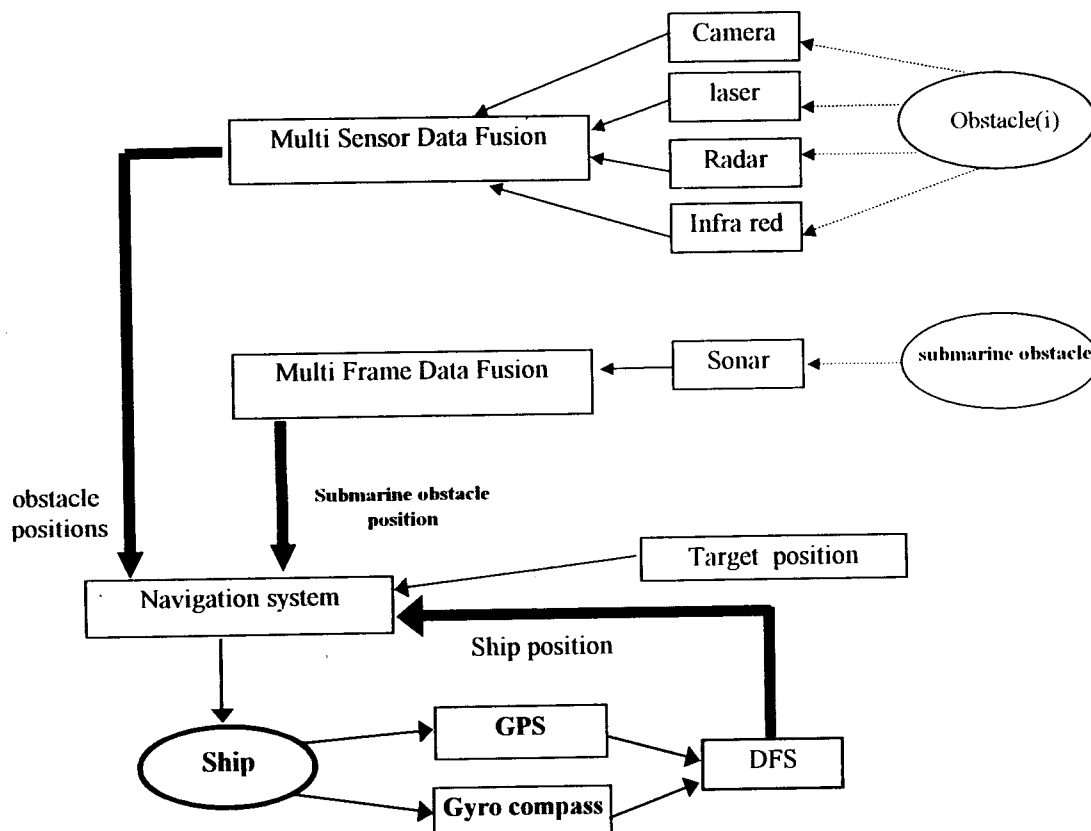 Camera
laser
Obstacle(i)
Multi Sensor Data Fusion
Radar
Infra red
submarine obstacle
Sonar
Multi Frame Data Fusion
obstacle
positions
Submarine obstacle
position
Target position
Navigation system
Ship position
GPS
Ship
DFS
Gyro compass